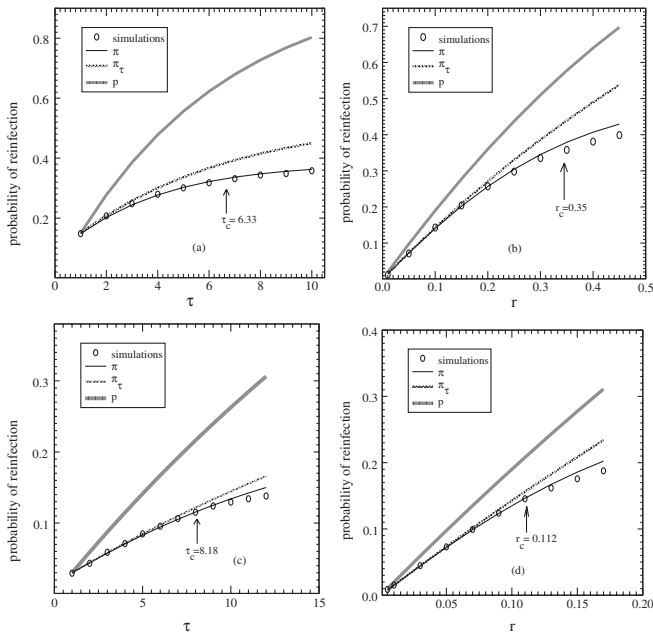 0.8
0.6
0.4
0.2
probability of reinfection
simulations
π
π_τ
p
τ_c = 6.33
(a)
0 2 4 6 8 10
τ
0.7
0.6
0.5
0.4
0.3
0.2
0.1
probability of reinfection
simulations
π
π_τ
p
r_c =0.35
(b)
0.0 0.1 0.2 0.3 0.4 0.5
r
0.3
0.2
0.1
probability of reinfection
simulations
π
π_τ
p
τ_c =8.18
(c)
0 5 10 15
τ
0.4
0.3
0.2
0.1
0.0
probability of reinfection
simulations
π
π_τ
p
r_c = 0.112
(d)
0.05 0.10 0.15 0.20
r